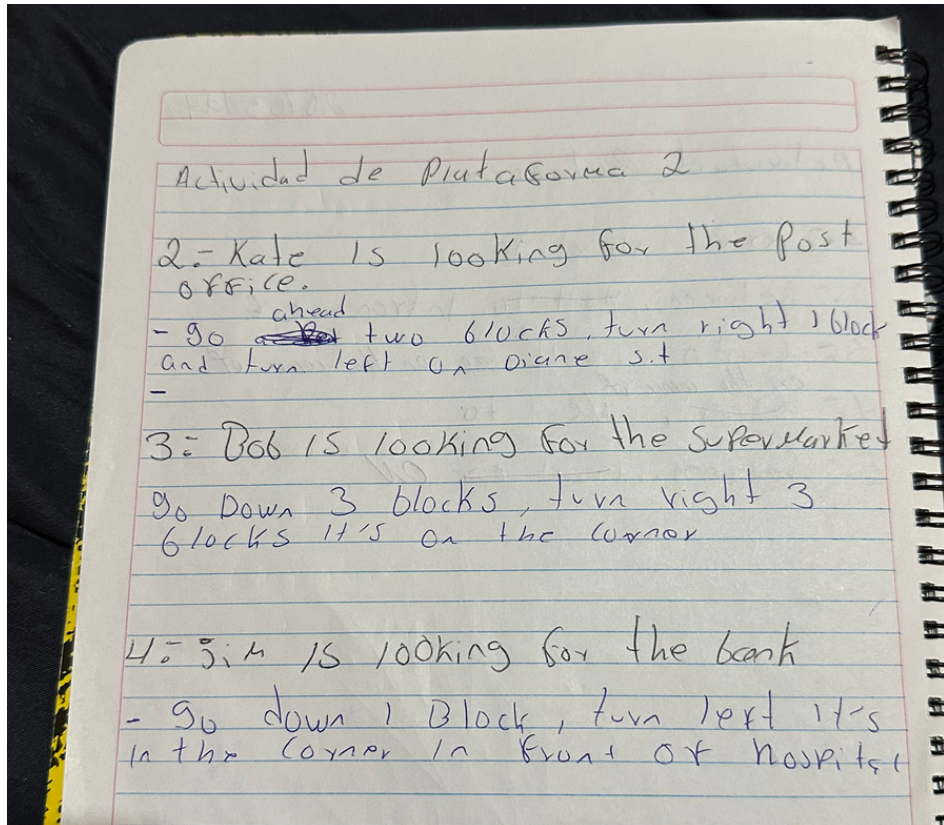 Actividad de Plataforma 2
2.- Kate is looking for the Post
office.
ahead
- go two blocks, turn right 1 block
and turn left on Diane s.t
-
3.- Bob is looking for the supermarket
go Down 3 blocks, turn right 3
blocks it's on the cornor
4.- Jim is looking for the bank
- go down 1 Block, turn left it's
in the corner in front of hospital